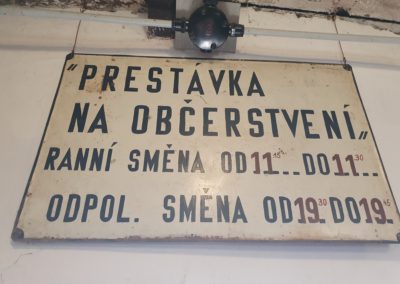 "PRESTÁVKA
NA OBČERSTVENÍ„
RANNÍ SMĚNA OD 11.15.. DO 11.30..
ODPOL. SMĚNA OD 19.30 DO 19.45